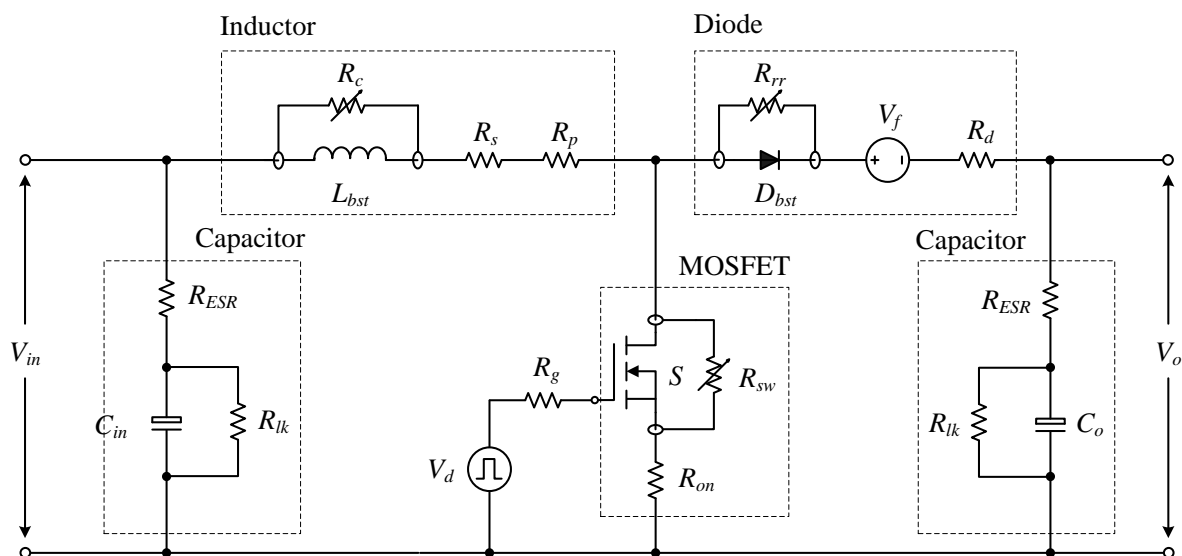 Inductor
Diode
R_c
R_rr
V_f
R_s
R_p
R_d
L_bst
D_bst
Capacitor
Capacitor
MOSFET
R_ESR
R_ESR
V_in
V_o
R_g
S
R_sw
C_in
R_lk
R_lk
C_o
V_d
R_on